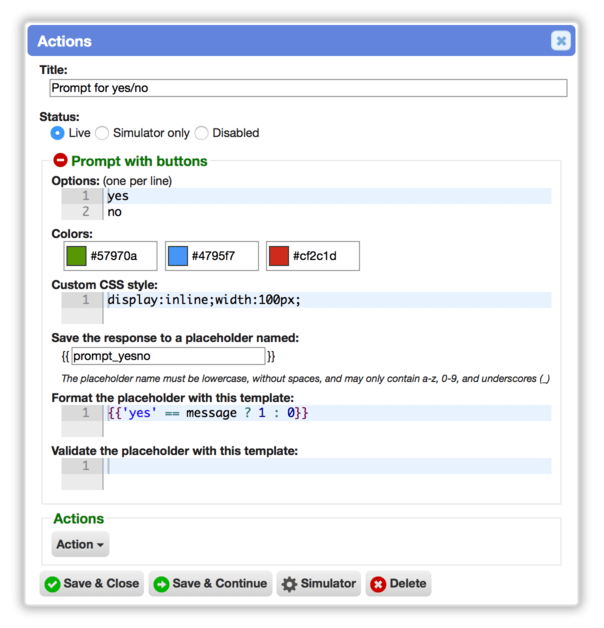 Actions
Title:
Prompt for yes/no
Status:
Live Simulator only Disabled
Prompt with buttons
Options: (one per line)
1 yes
2 no
Colors:
#57970a #4795f7 #cf2c1d
Custom CSS style:
1 display:inline;width:100px;
Save the response to a placeholder named:
{{ prompt_yesno }}
The placeholder name must be lowercase, without spaces, and may only contain a-z, 0-9, and underscores (_)
Format the placeholder with this template:
1 {{'yes' == message ? 1 : 0}}
Validate the placeholder with this template:
1
Actions
Action
Save & Close Save & Continue Simulator Delete